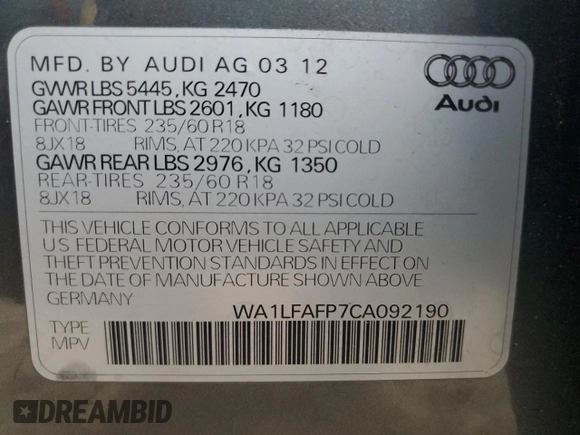 MFD. BY AUDI AG 03 12
GVWR LBS 5445, KG 2470
GAWR FRONT LBS 2601, KG 1180
FRONT-TIRES 235/60 R18
8JX18 RIMS, AT 220 KPA 32 PSI COLD
GAWR REAR LBS 2976, KG 1350
REAR-TIRES 235/60 R18
8JX18 RIMS, AT 220 KPA 32 PSI COLD
THIS VEHICLE CONFORMS TO ALL APPLICABLE
U S FEDERAL MOTOR VEHICLE SAFETY AND
THEFT PREVENTION STANDARDS IN EFFECT ON
THE DATE OF MANUFACTURE SHOWN ABOVE
GERMANY
WA1LFAFP7CA092190
TYPE
MPV
Audi
DREAMBID